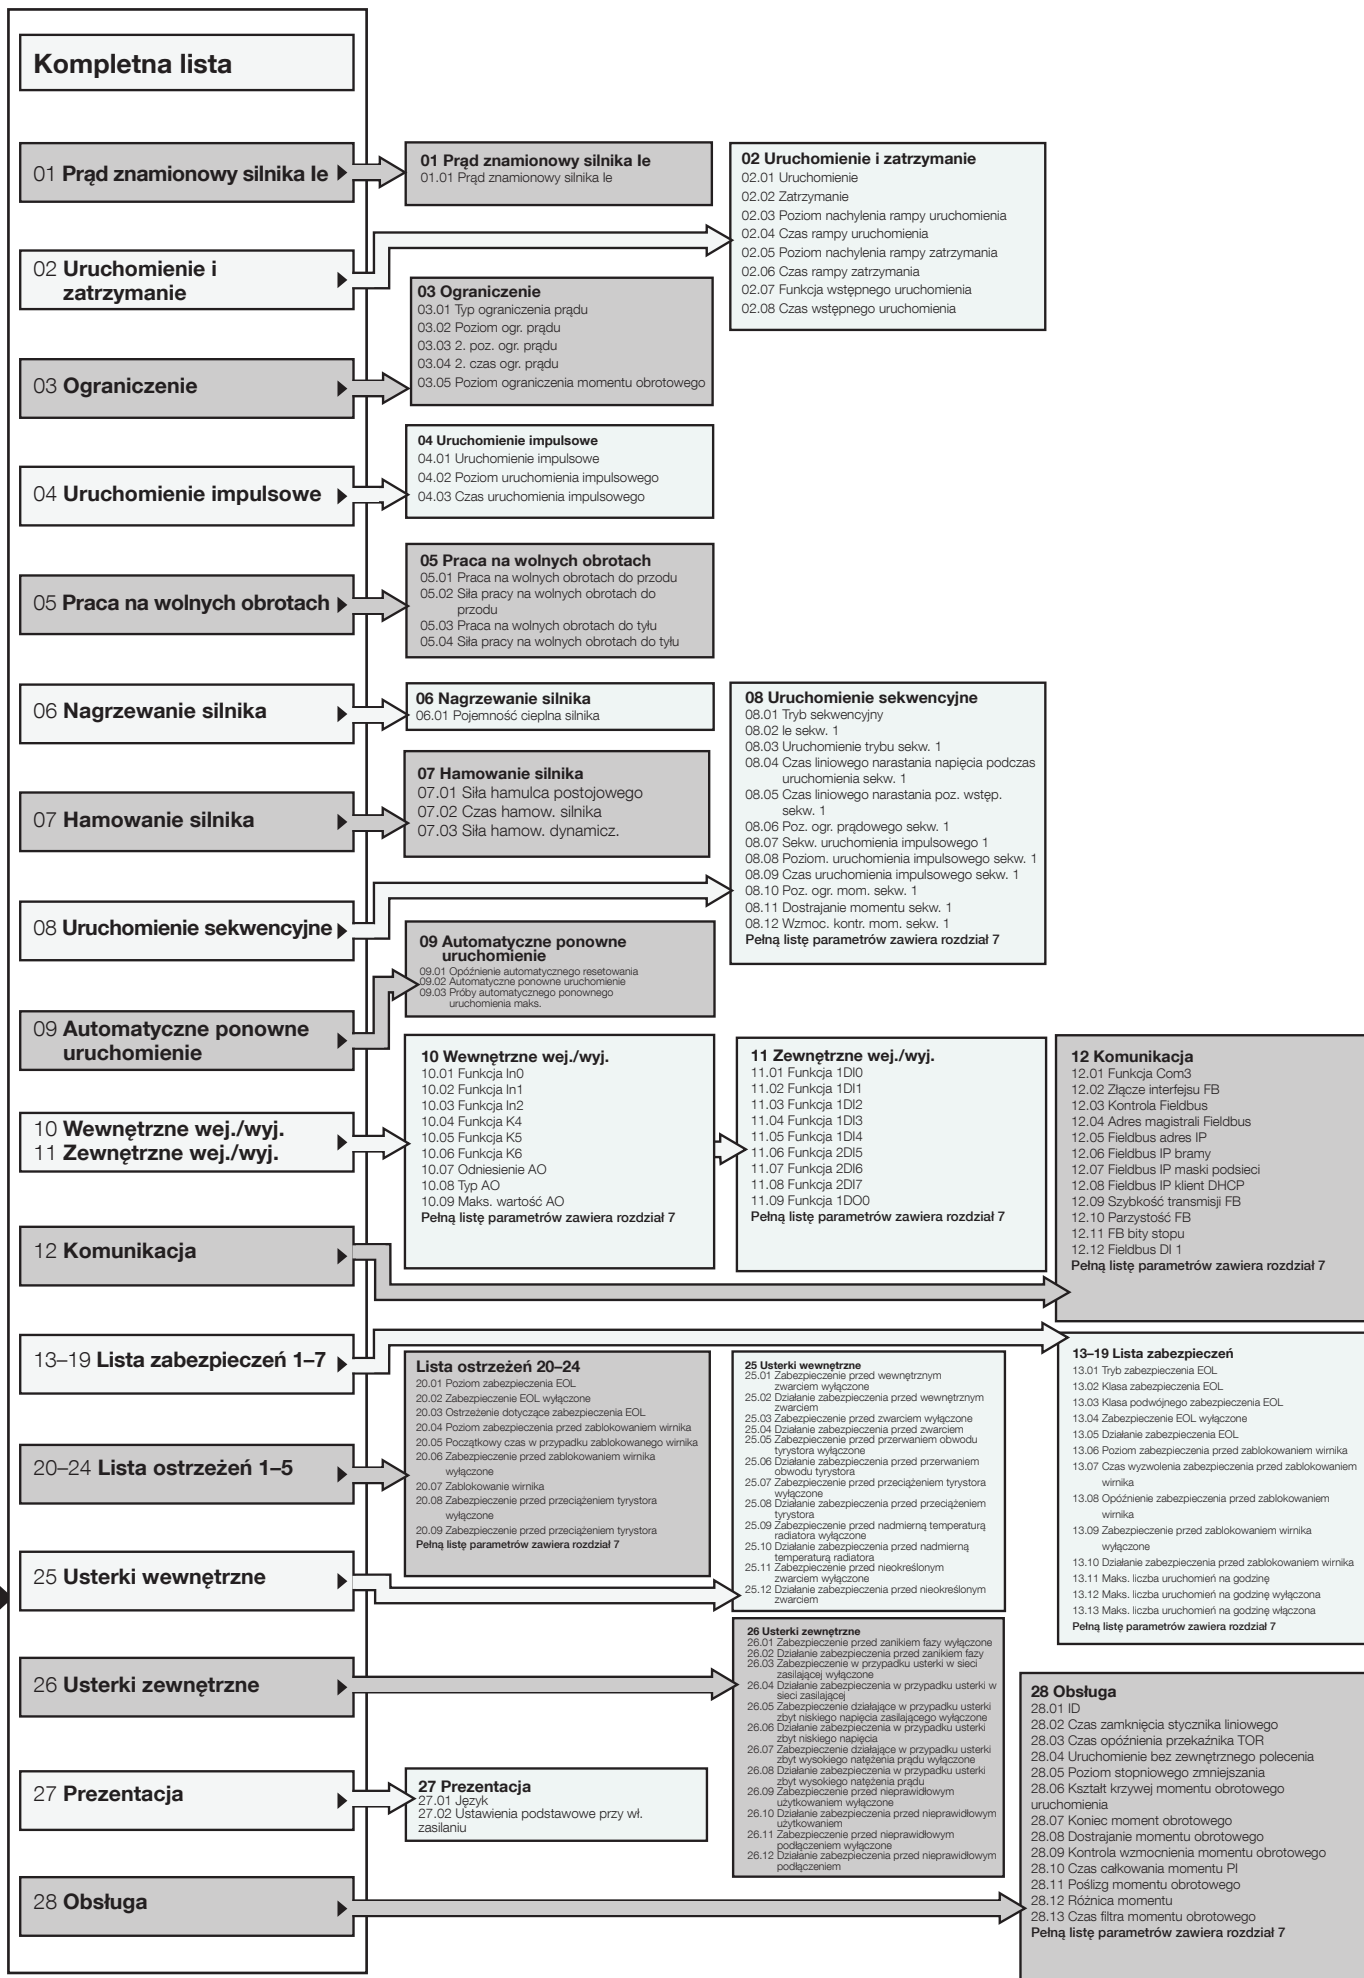 Kompletna lista
01 Prąd znamionowy silnika Ie
02 Uruchomienie i
zatrzymanie
03 Ograniczenie
04 Uruchomienie impulsowe
05 Praca na wolnych obrotach
06 Nagrzewanie silnika
07 Hamowanie silnika
08 Uruchomienie sekwencyjne
09 Automatyczne ponowne
uruchomienie
10 Wewnętrzne wej./wyj.
11 Zewnętrzne wej./wyj.
12 Komunikacja
13–19 Lista zabezpieczeń 1–7
20–24 Lista ostrzeżeń 1–5
25 Usterki wewnętrzne
26 Usterki zewnętrzne
27 Prezentacja
28 Obsługa
01 Prąd znamionowy silnika Ie
01.01 Prąd znamionowy silnika Ie
02 Uruchomienie i zatrzymanie
02.01 Uruchomienie
02.02 Zatrzymanie
02.03 Poziom nachylenia rampy uruchomienia
02.04 Czas rampy uruchomienia
02.05 Poziom nachylenia rampy zatrzymania
02.06 Czas rampy zatrzymania
02.07 Funkcja wstępnego uruchomienia
02.08 Czas wstępnego uruchomienia
03 Ograniczenie
03.01 Typ ograniczenia prądu
03.02 Poziom ogr. prądu
03.03 2. poz. ogr. prądu
03.04 2. czas ogr. prądu
03.05 Poziom ograniczenia momentu obrotowego
04 Uruchomienie impulsowe
04.01 Uruchomienie impulsowe
04.02 Poziom uruchomienia impulsowego
04.03 Czas uruchomienia impulsowego
05 Praca na wolnych obrotach
05.01 Praca na wolnych obrotach do przodu
05.02 Siła pracy na wolnych obrotach do
przodu
05.03 Praca na wolnych obrotach do tyłu
05.04 Siła pracy na wolnych obrotach do tyłu
06 Nagrzewanie silnika
06.01 Pojemność cieplna silnika
07 Hamowanie silnika
07.01 Siła hamulca postojowego
07.02 Czas hamow. silnika
07.03 Siła hamow. dynamicz.
08 Uruchomienie sekwencyjne
08.01 Tryb sekwencyjny
08.02 Ie sekw. 1
08.03 Uruchomienie trybu sekw. 1
08.04 Czas liniowego narastania napięcia podczas
uruchomienia sekw. 1
08.05 Czas liniowego narastania poz. wstęp.
sekw. 1
08.06 Poz. ogr. prądowego sekw. 1
08.07 Sekw. uruchomienia impulsowego 1
08.08 Poziom. uruchomienia impulsowego sekw. 1
08.09 Czas uruchomienia impulsowego sekw. 1
08.10 Poz. ogr. mom. sekw. 1
08.11 Dostrajanie momentu sekw. 1
08.12 Wzmoc. kontr. mom. sekw. 1
Pełną listę parametrów zawiera rozdział 7
09 Automatyczne ponowne
uruchomienie
09.01 Opóźnienie automatycznego resetowania
09.02 Automatyczne ponowne uruchomienie
09.03 Próby automatycznego ponownego
uruchomienia maks.
10 Wewnętrzne wej./wyj.
10.01 Funkcja In0
10.02 Funkcja In1
10.03 Funkcja In2
10.04 Funkcja K4
10.05 Funkcja K5
10.06 Funkcja K6
10.07 Odniesienie AO
10.08 Typ AO
10.09 Maks. wartość AO
Pełną listę parametrów zawiera rozdział 7
11 Zewnętrzne wej./wyj.
11.01 Funkcja 1DI0
11.02 Funkcja 1DI1
11.03 Funkcja 1DI2
11.04 Funkcja 1DI3
11.05 Funkcja 1DI4
11.06 Funkcja 2DI5
11.07 Funkcja 2DI6
11.08 Funkcja 2DI7
11.09 Funkcja 1DO0
Pełną listę parametrów zawiera rozdział 7
12 Komunikacja
12.01 Funkcja Com3
12.02 Złącze interfejsu FB
12.03 Kontrola Fieldbus
12.04 Adres magistrali Fieldbus
12.05 Fieldbus adres IP
12.06 Fieldbus IP bramy
12.07 Fieldbus IP maski podsieci
12.08 Fieldbus IP klient DHCP
12.09 Szybkość transmisji FB
12.10 Parzystość FB
12.11 FB bity stopu
12.12 Fieldbus DI 1
Pełną listę parametrów zawiera rozdział 7
13–19 Lista zabezpieczeń
13.01 Tryb zabezpieczenia EOL
13.02 Klasa zabezpieczenia EOL
13.03 Klasa podwójnego zabezpieczenia EOL
13.04 Zabezpieczenie EOL wyłączone
13.05 Działanie zabezpieczenia EOL
13.06 Poziom zabezpieczenia przed zablokowaniem wirnika
13.07 Czas wyzwolenia zabezpieczenia przed zablokowaniem
wirnika
13.08 Opóźnienie zabezpieczenia przed zablokowaniem
wirnika
13.09 Zabezpieczenie przed zablokowaniem wirnika
wyłączone
13.10 Działanie zabezpieczenia przed zablokowaniem wirnika
13.11 Maks. liczba uruchomień na godzinę
13.12 Maks. liczba uruchomień na godzinę wyłączona
13.13 Maks. liczba uruchomień na godzinę włączona
Pełną listę parametrów zawiera rozdział 7
Lista ostrzeżeń 20–24
20.01 Poziom zabezpieczenia EOL
20.02 Zabezpieczenie EOL wyłączone
20.03 Ostrzeżenie dotyczące zabezpieczenia EOL
20.04 Poziom zabezpieczenia przed zablokowaniem wirnika
20.05 Początkowy czas w przypadku zablokowanego wirnika
20.06 Zabezpieczenie przed zablokowaniem wirnika
wyłączone
20.07 Zablokowanie wirnika
20.08 Zabezpieczenie przed przeciążeniem tyrystora
wyłączone
20.09 Zabezpieczenie przed przeciążeniem tyrystora
Pełną listę parametrów zawiera rozdział 7
25 Usterki wewnętrzne
25.01 Zabezpieczenie przed wewnętrznym
zwarciem wyłączone
25.02 Działanie zabezpieczenia przed wewnętrznym
zwarciem
25.03 Zabezpieczenie przed zwarciem wyłączone
25.04 Działanie zabezpieczenia przed zwarciem
25.05 Zabezpieczenie przed przerwaniem obwodu
tyrystora wyłączone
25.06 Działanie zabezpieczenia przed przerwaniem
obwodu tyrystora
25.07 Zabezpieczenie przed przeciążeniem tyrystora
wyłączone
25.08 Działanie zabezpieczenia przed przeciążeniem
tyrystora
25.09 Zabezpieczenie przed nadmierną temperaturą
radiatora wyłączone
25.10 Działanie zabezpieczenia przed nadmierną
temperaturą radiatora
25.11 Zabezpieczenie przed nieokreślonym
zwarciem wyłączone
25.12 Działanie zabezpieczenia przed nieokreślonym
zwarciem
26 Usterki zewnętrzne
26.01 Zabezpieczenie przed zanikiem fazy wyłączone
26.02 Działanie zabezpieczenia przed zanikiem fazy
26.03 Zabezpieczenie w przypadku usterki w sieci
zasilającej wyłączone
26.04 Działanie zabezpieczenia w przypadku usterki w
sieci zasilającej
26.05 Zabezpieczenie działające w przypadku usterki
zbyt niskiego napięcia zasilającego wyłączone
26.06 Działanie zabezpieczenia w przypadku usterki
zbyt niskiego napięcia
26.07 Zabezpieczenie działające w przypadku usterki
zbyt wysokiego natężenia prądu wyłączone
26.08 Działanie zabezpieczenia w przypadku usterki
zbyt wysokiego natężenia prądu
26.09 Zabezpieczenie przed nieprawidłowym
użytkowaniem wyłączone
26.10 Działanie zabezpieczenia przed nieprawidłowym
użytkowaniem
26.11 Zabezpieczenie przed nieprawidłowym
podłączeniem wyłączone
26.12 Działanie zabezpieczenia przed nieprawidłowym
podłączeniem
27 Prezentacja
27.01 Język
27.02 Ustawienia podstawowe przy wł.
zasilaniu
28 Obsługa
28.01 ID
28.02 Czas zamknięcia stycznika liniowego
28.03 Czas opóźnienia przekaźnika TOR
28.04 Uruchomienie bez zewnętrznego polecenia
28.05 Poziom stopniowego zmniejszania
28.06 Kształt krzywej momentu obrotowego
uruchomienia
28.07 Koniec moment obrotowego
28.08 Dostrajanie momentu obrotowego
28.09 Kontrola wzmocnienia momentu obrotowego
28.10 Czas całkowania momentu PI
28.11 Poślizg momentu obrotowego
28.12 Różnica momentu
28.13 Czas filtra momentu obrotowego
Pełną listę parametrów zawiera rozdział 7